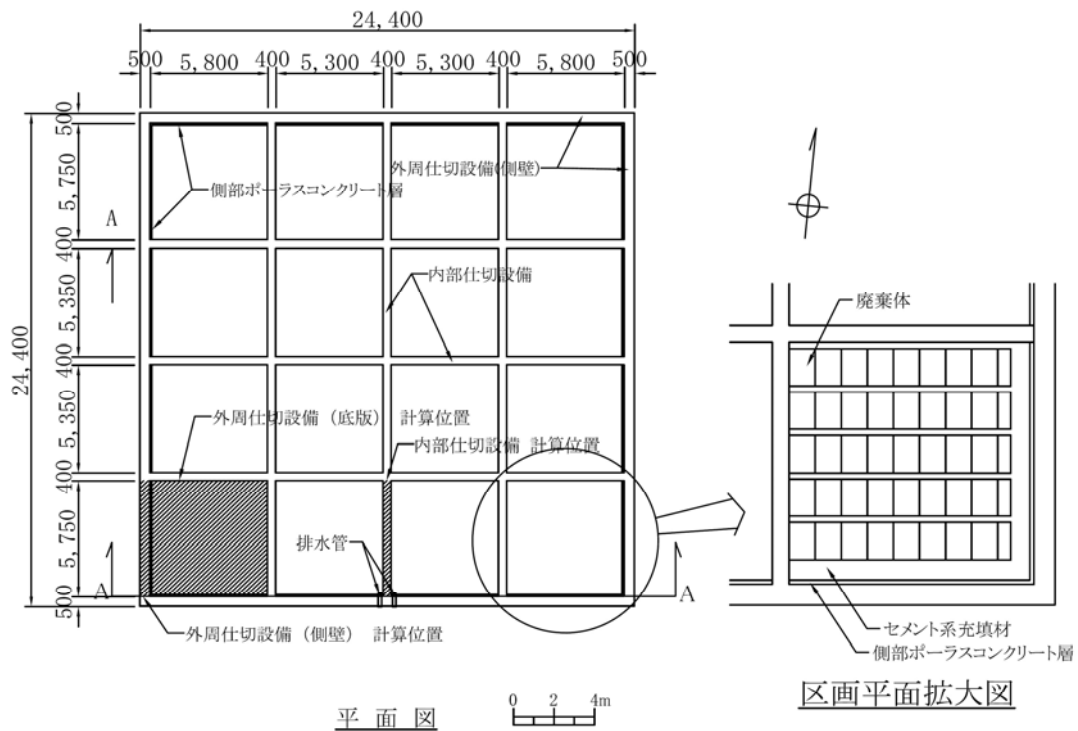 24,400
500 5,800 400 5,300 400 5,300 400 5,800 500
500
5,750
400
5,350
400
5,350
400
5,750
500
24,400
外周仕切設備(側壁)
側部ポーラスコンクリート層
A
内部仕切設備
外周仕切設備 (底版) 計算位置
内部仕切設備 計算位置
排水管
A
A
外周仕切設備 (側壁) 計算位置
平面図
0 2 4m
廃棄体
セメント系充填材
側部ポーラスコンクリート層
区画平面拡大図